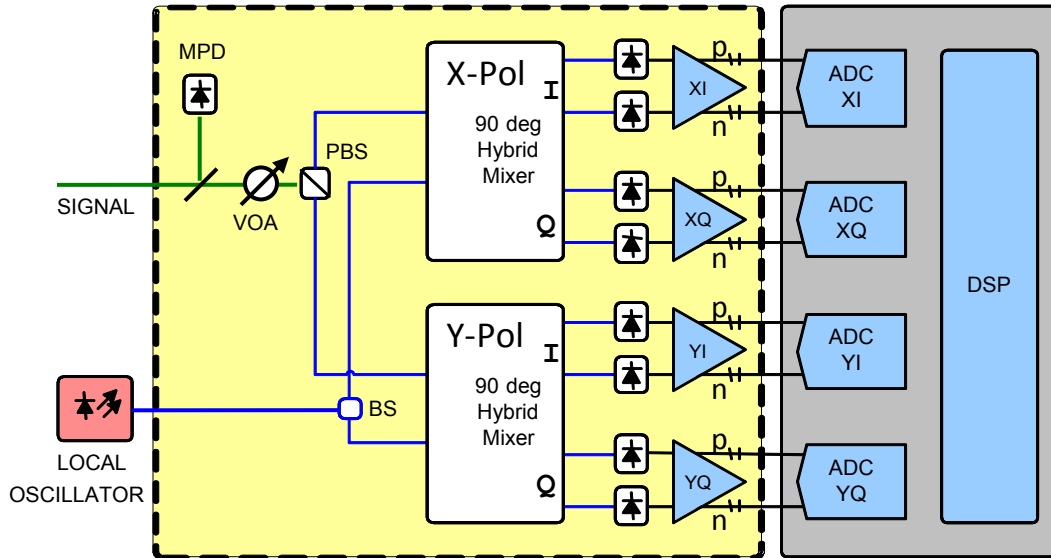 MPD
SIGNAL
VOA
PBS
LOCAL
OSCILLATOR
BS
X-Pol
I
90 deg
Hybrid
Mixer
Q
Y-Pol
I
90 deg
Hybrid
Mixer
Q
XI
p
n
XQ
p
n
YI
p
n
YQ
p
n
ADC
XI
ADC
XQ
ADC
YI
ADC
YQ
DSP